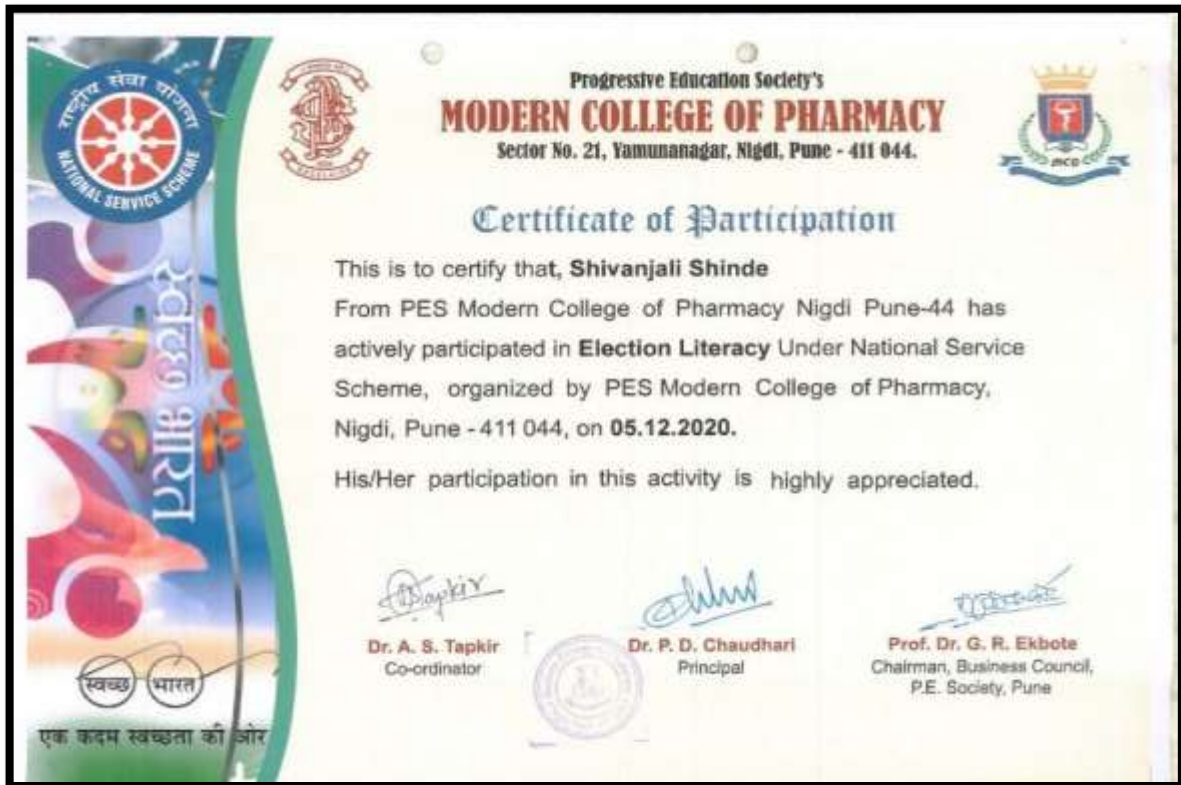 राष्ट्रीय सेवा योजना
NATIONAL SERVICE SCHEME
Progressive Education Society's
MODERN COLLEGE OF PHARMACY
Sector No. 21, Yamunanagar, Nigdi, Pune - 411 044.
Certificate of Participation
This is to certify that, Shivanjali Shinde
From PES Modern College of Pharmacy Nigdi Pune-44 has
actively participated in Election Literacy Under National Service
Scheme, organized by PES Modern College of Pharmacy,
Nigdi, Pune - 411 044, on 05.12.2020.
His/Her participation in this activity is highly appreciated.
Tapkir
Dr. A. S. Tapkir
Co-ordinator
Dr. P. D. Chaudhari
Principal
Prof. Dr. G. R. Ekbote
Chairman, Business Council,
P.E. Society, Pune
स्वच्छ भारत
एक कदम स्वच्छता की ओर